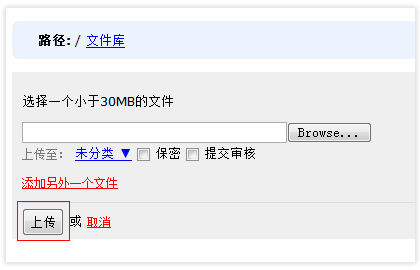 路径: / 文件库
选择一个小于30MB的文件
Browse...
上传至： 未分类 ▼ 保密 提交审核
添加另外一个文件
上传 或 取消